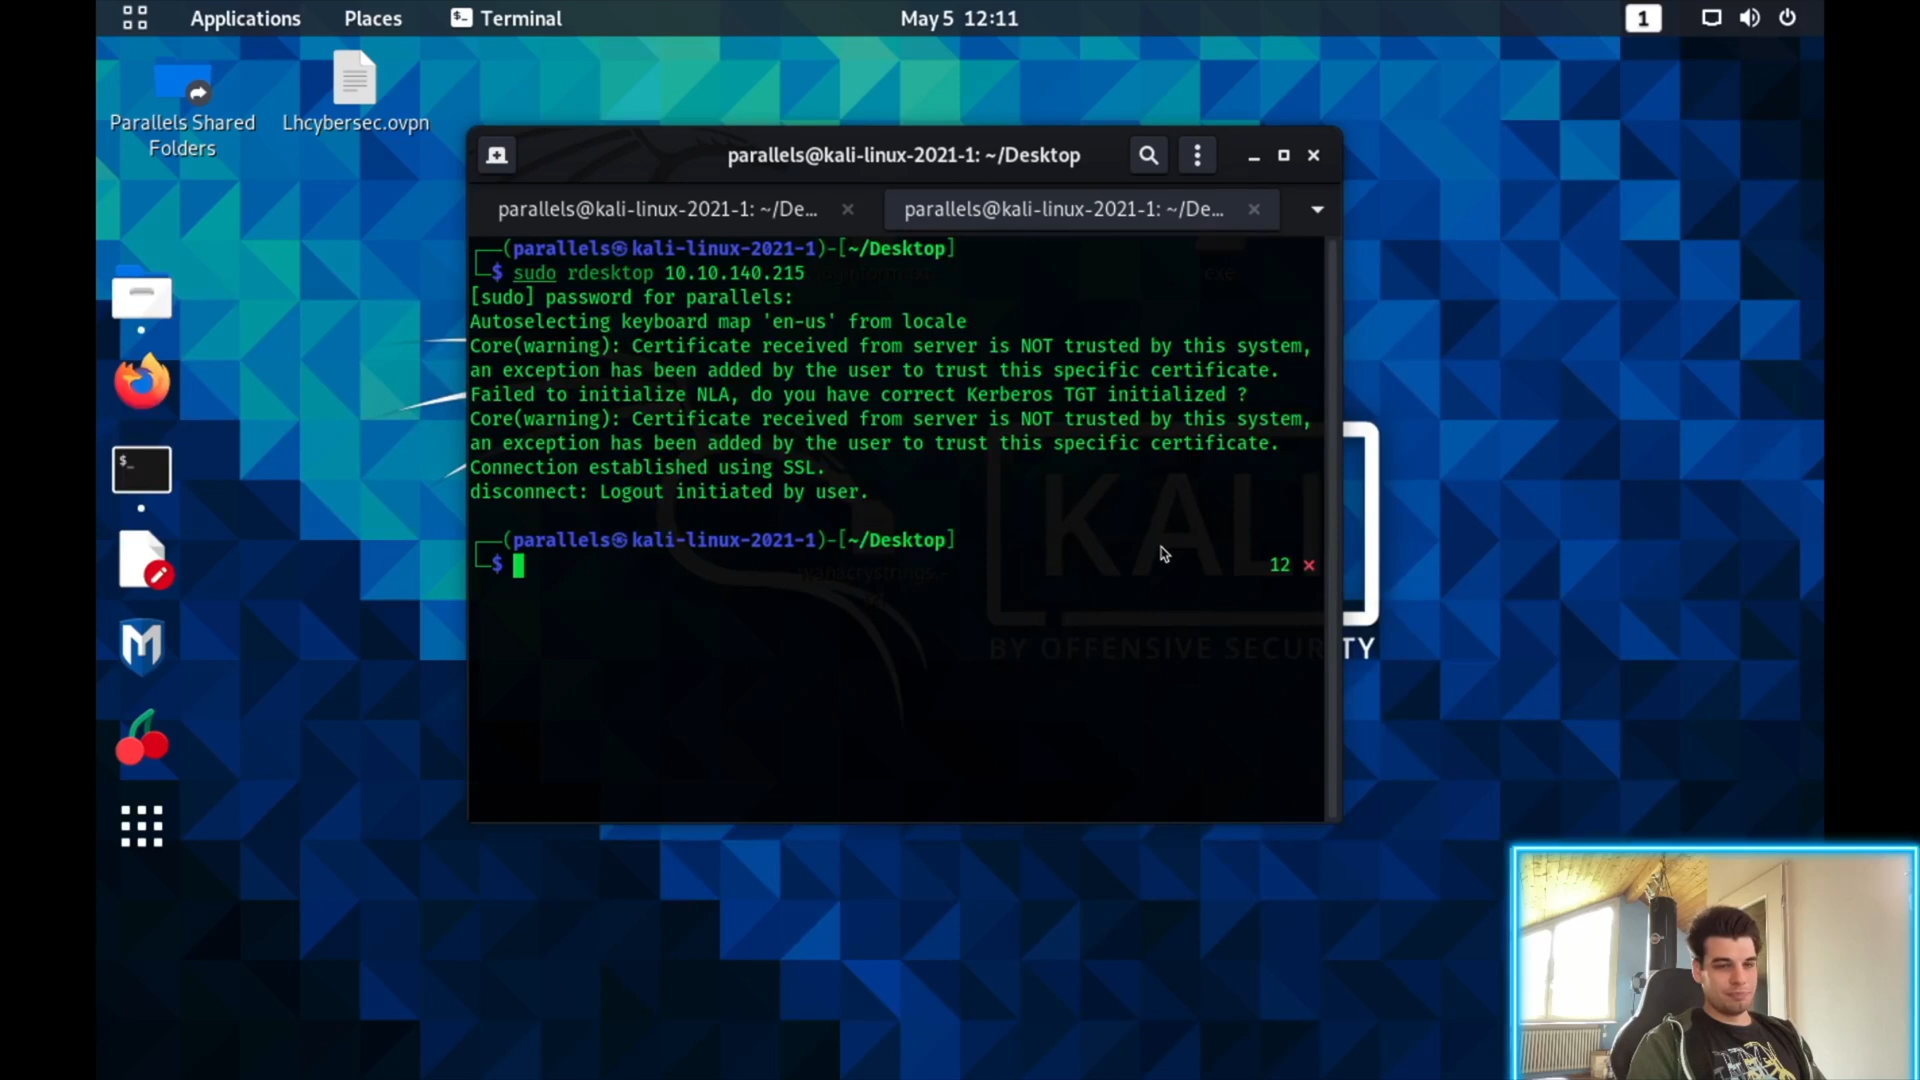 Applications Places Terminal May 5 12:11 1
Parallels Shared
Folders
Lhcybersec.ovpn
parallels@kali-linux-2021-1: ~/Desktop
parallels@kali-linux-2021-1: ~/De... parallels@kali-linux-2021-1: ~/De...
┌──(parallels㉿kali-linux-2021-1)-[~/Desktop]
└─$ sudo rdesktop 10.10.140.215
[sudo] password for parallels:
Autoselecting keyboard map 'en-us' from locale
Core(warning): Certificate received from server is NOT trusted by this system,
an exception has been added by the user to trust this specific certificate.
Failed to initialize NLA, do you have correct Kerberos TGT initialized ?
Core(warning): Certificate received from server is NOT trusted by this system,
an exception has been added by the user to trust this specific certificate.
Connection established using SSL.
disconnect: Logout initiated by user.
┌──(parallels㉿kali-linux-2021-1)-[~/Desktop]
└─$ 12 ×
KALI
BY OFFENSIVE SECURITY